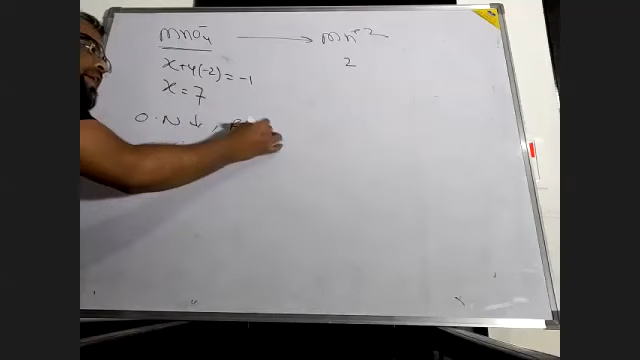 MnO₄⁻ → Mn⁺²
x+4(-2) = -1
2
x = 7
O.N ↓,